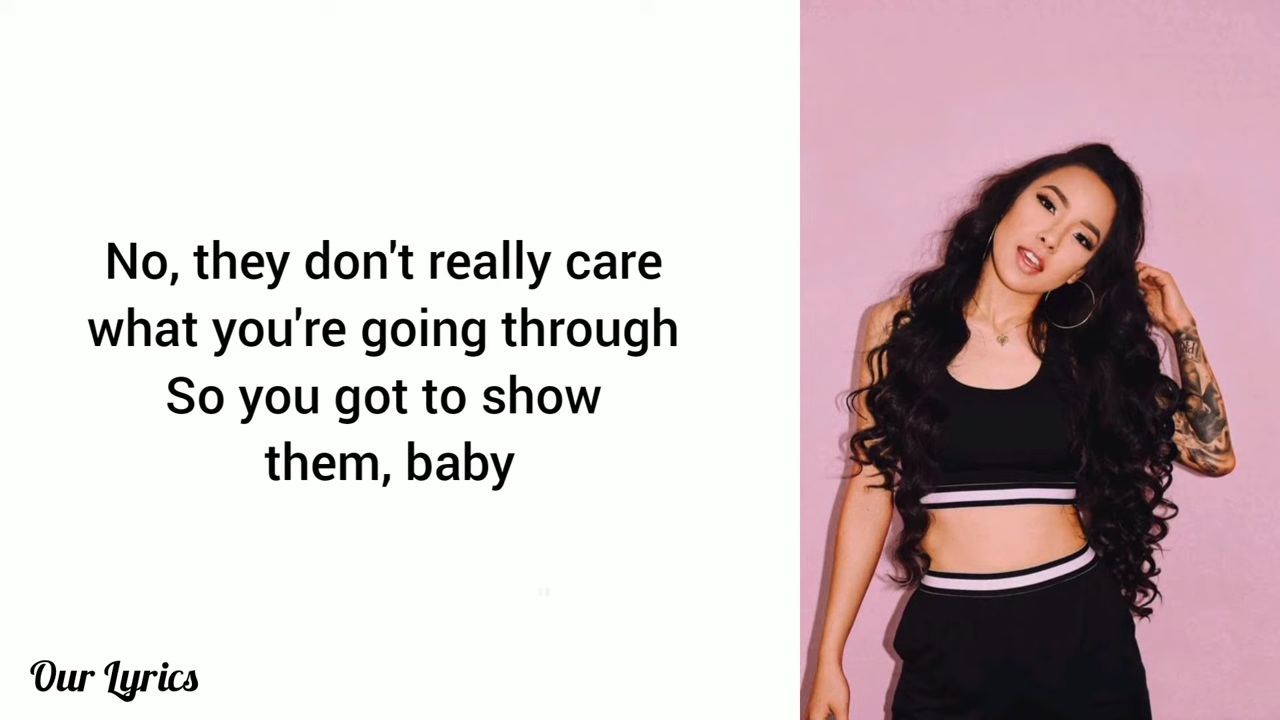 No, they don't really care
what you're going through
So you got to show
them, baby
Our Lyrics